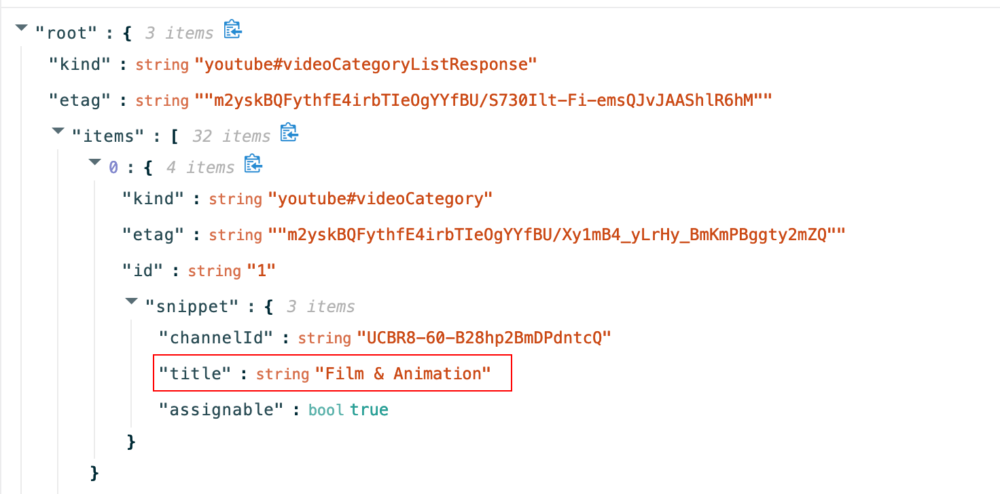 "root" : { 3 items
"kind" : string "youtube#videoCategoryListResponse"
"etag" : string ""m2yskBQFythfE4irbTIeOgYYfBU/S730Ilt-Fi-emsQJvJAAShlR6hM""
"items" : [ 32 items
0 : { 4 items
"kind" : string "youtube#videoCategory"
"etag" : string ""m2yskBQFythfE4irbTIeOgYYfBU/Xy1mB4_yLrHy_BmKmPBggty2mZQ""
"id" : string "1"
"snippet" : { 3 items
"channelId" : string "UCBR8-60-B28hp2BmDPdntcQ"
"title" : string "Film & Animation"
"assignable" : bool true
}
}